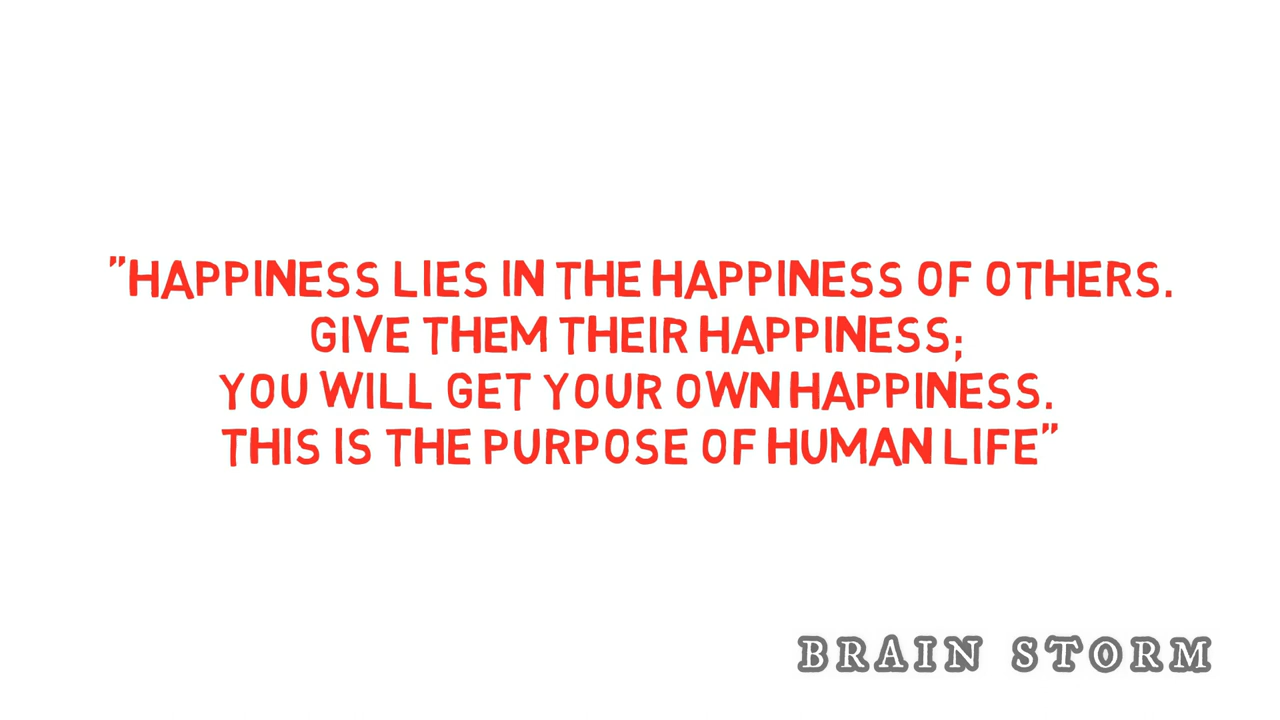 "HAPPINESS LIES IN THE HAPPINESS OF OTHERS.
GIVE THEM THEIR HAPPINESS;
YOU WILL GET YOUR OWN HAPPINESS.
THIS IS THE PURPOSE OF HUMAN LIFE"
BRAIN STORM